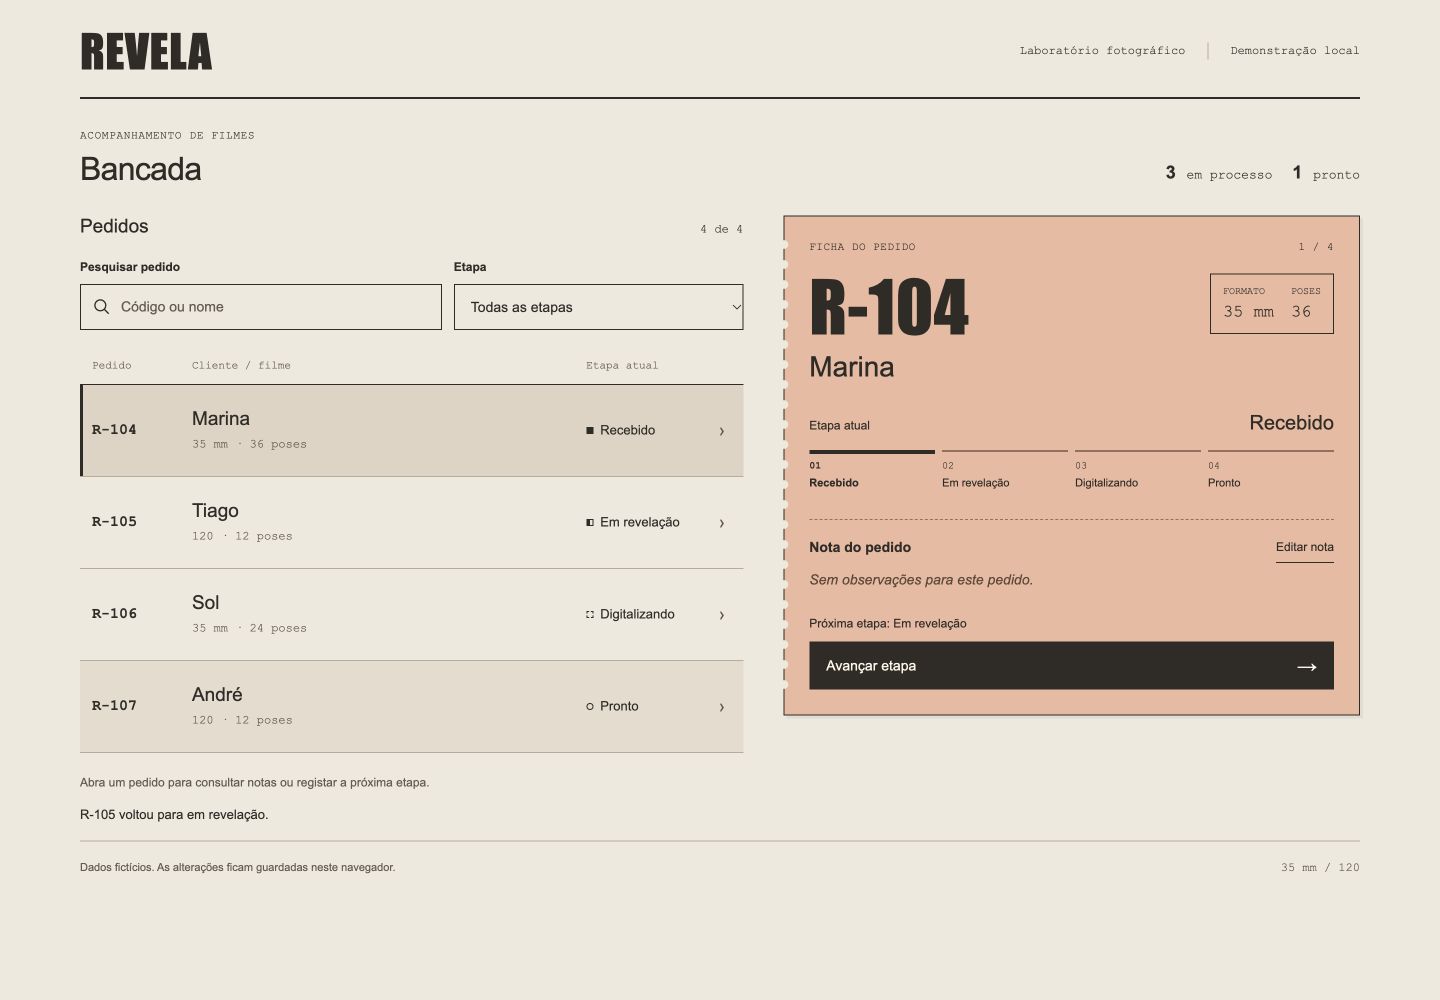 REVELA
Laboratório fotográfico
Demonstração local
ACOMPANHAMENTO DE FILMES
Bancada
3 em processo 1 pronto
Pedidos
4 de 4
Pesquisar pedido
Etapa
Código ou nome
Todas as etapas
Pedido Cliente / filme Etapa atual
R-104
Marina
35 mm · 36 poses
Recebido
R-105
Tiago
120 · 12 poses
Em revelação
R-106
Sol
35 mm · 24 poses
Digitalizando
R-107
André
120 · 12 poses
Pronto
Abra um pedido para consultar notas ou registar a próxima etapa.
R-105 voltou para em revelação.
FICHA DO PEDIDO
1 / 4
R-104
FORMATO POSES
35 mm 36
Marina
Etapa atual
Recebido
01 02 03 04
Recebido Em revelação Digitalizando Pronto
Nota do pedido
Editar nota
Sem observações para este pedido.
Próxima etapa: Em revelação
Avançar etapa →
Dados fictícios. As alterações ficam guardadas neste navegador.
35 mm / 120